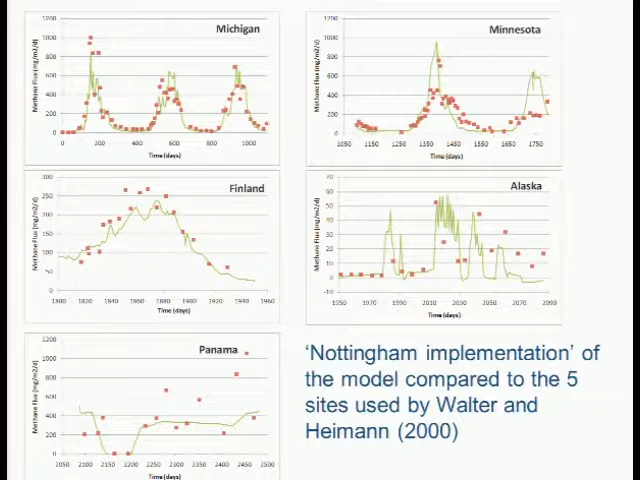 Michigan
Methane Flux (mg/m2/d)
1200
1000
800
600
400
200
0
0 200 400 600 800 1000
Time (days)
Minnesota
Methane Flux (mg/m2/d)
1200
1000
800
600
400
200
0
1050 1150 1250 1350 1450 1550 1650 1750
Time (days)
Finland
Methane Flux (mg/m2/d)
300
250
200
150
100
50
0
1800 1820 1840 1860 1880 1900 1920 1940 1960
Time (days)
Alaska
Methane Flux (mg/m2/d)
70
60
50
40
30
20
10
0
-10
1950 1970 1990 2010 2030 2050 2070 2090
Time (days)
Panama
Methane Flux (mg/m2/d)
1200
1000
800
600
400
200
0
2050 2100 2150 2200 2250 2300 2350 2400 2450 2500
Time (days)
‘Nottingham implementation’ of
the model compared to the 5
sites used by Walter and
Heimann (2000)